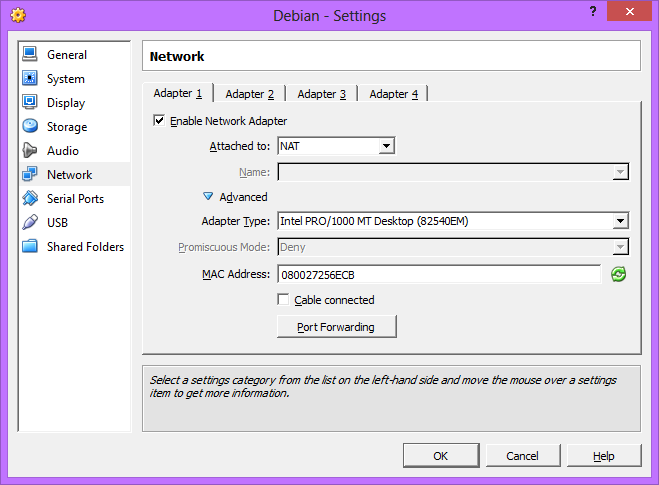 Debian - Settings
?
General
System
Display
Storage
Audio
Network
Serial Ports
USB
Shared Folders
Network
Adapter 1 Adapter 2 Adapter 3 Adapter 4
Enable Network Adapter
Attached to: NAT
Name:
Advanced
Adapter Type: Intel PRO/1000 MT Desktop (82540EM)
Promiscuous Mode: Deny
MAC Address: 080027256ECB
Cable connected
Port Forwarding
Select a settings category from the list on the left-hand side and move the mouse over a settings
item to get more information.
OK Cancel Help